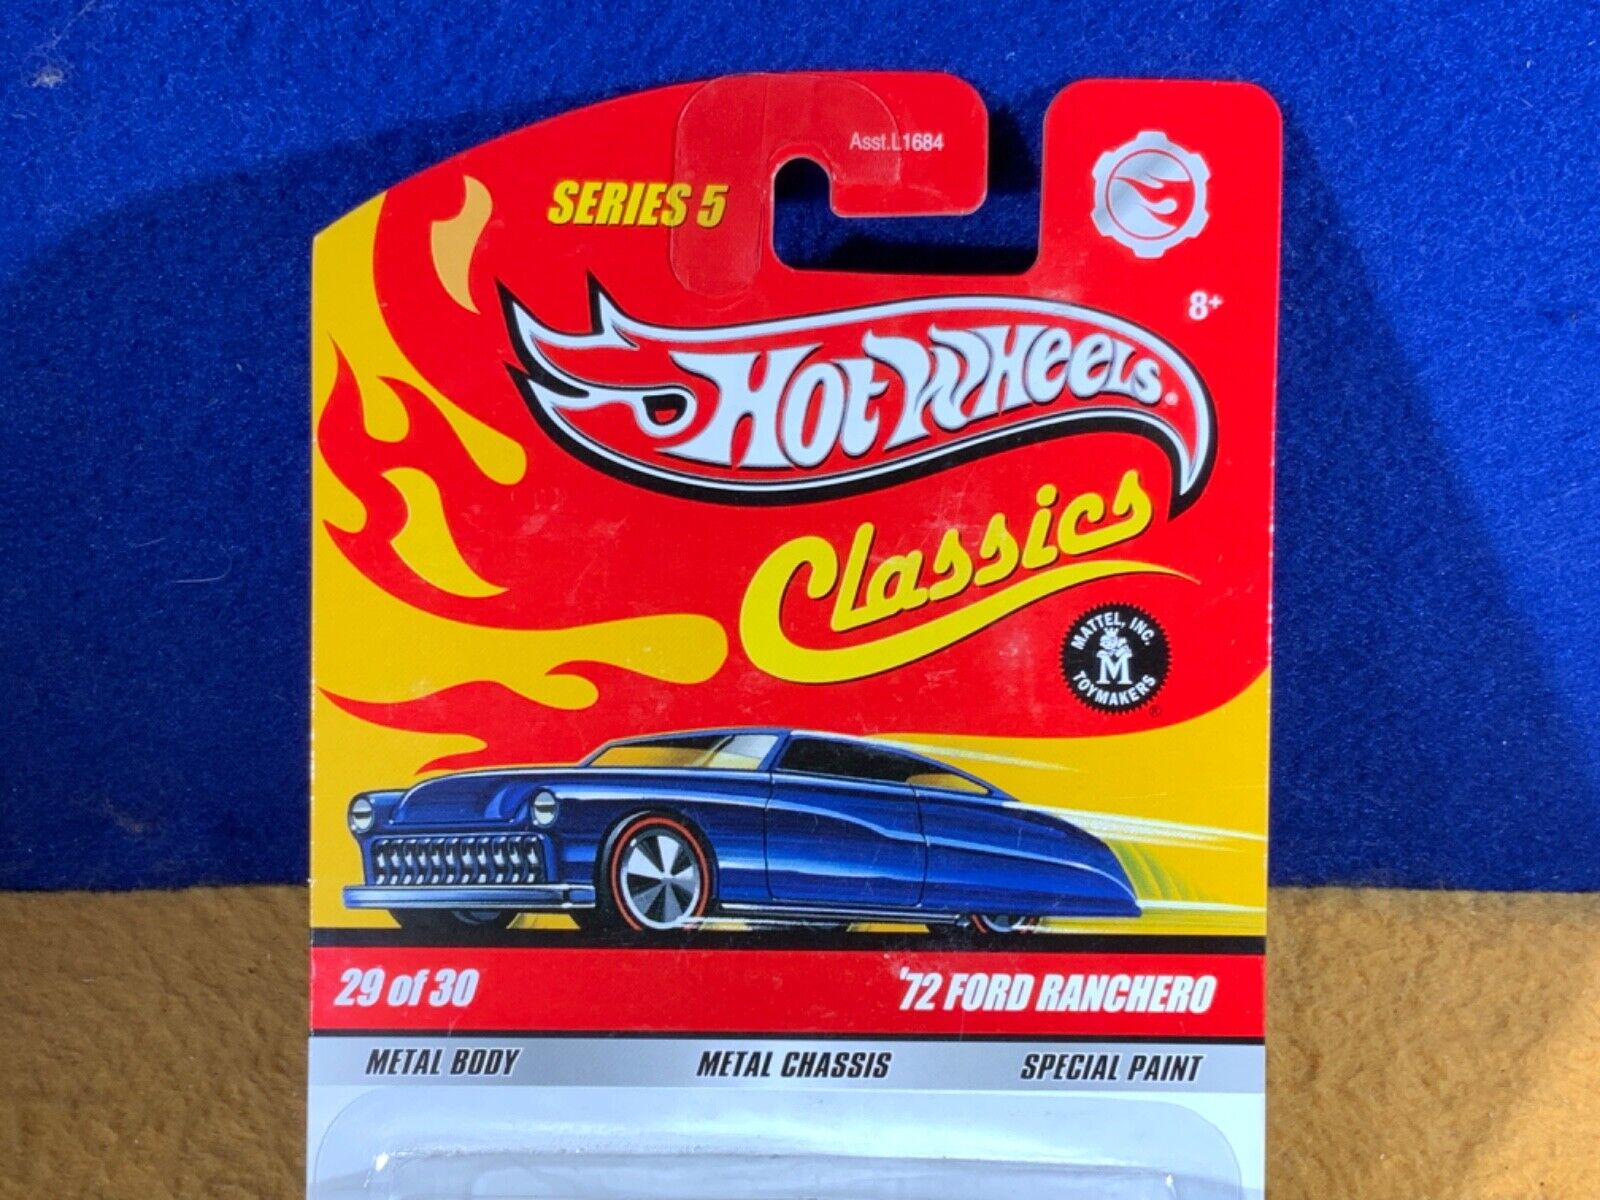 Asst.L1684
SERIES 5
8+
HOT WHEELS®
Classics
MATTEL, INC.
M
TOYMAKERS
®
29 of 30
'72 FORD RANCHERO
METAL BODY
METAL CHASSIS
SPECIAL PAINT